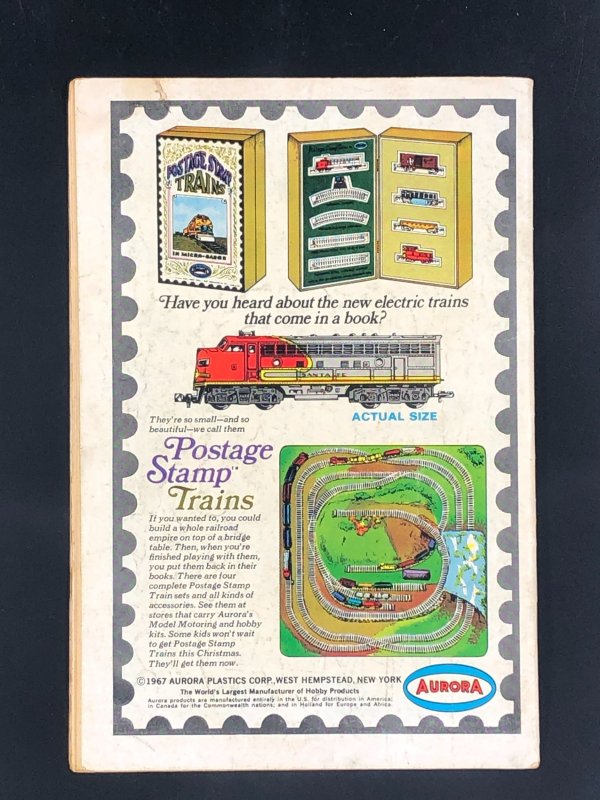 POSTAGE STAMP
TRAINS
IN MICRO-GAUGE
Have you heard about the new electric trains
that come in a book?
SANTA FE
ACTUAL SIZE
They're so small—and so
beautiful—we call them
Postage
Stamp™
Trains
If you wanted to, you could
build a whole railroad
empire on top of a bridge
table. Then, when you're
finished playing with them,
you put them back in their
books. There are four
complete Postage Stamp
Train sets and all kinds of
accessories. See them at
stores that carry Aurora's
Model Motoring and hobby
kits. Some kids won't wait
to get Postage Stamp
Trains this Christmas.
They'll get them now.
©1967 AURORA PLASTICS CORP., WEST HEMPSTEAD, NEW YORK
The World's Largest Manufacturer of Hobby Products
Aurora products are manufactured entirely in the U.S. for distribution in America;
in Canada for the Commonwealth nations; and in Holland for Europe and Africa.
AURORA